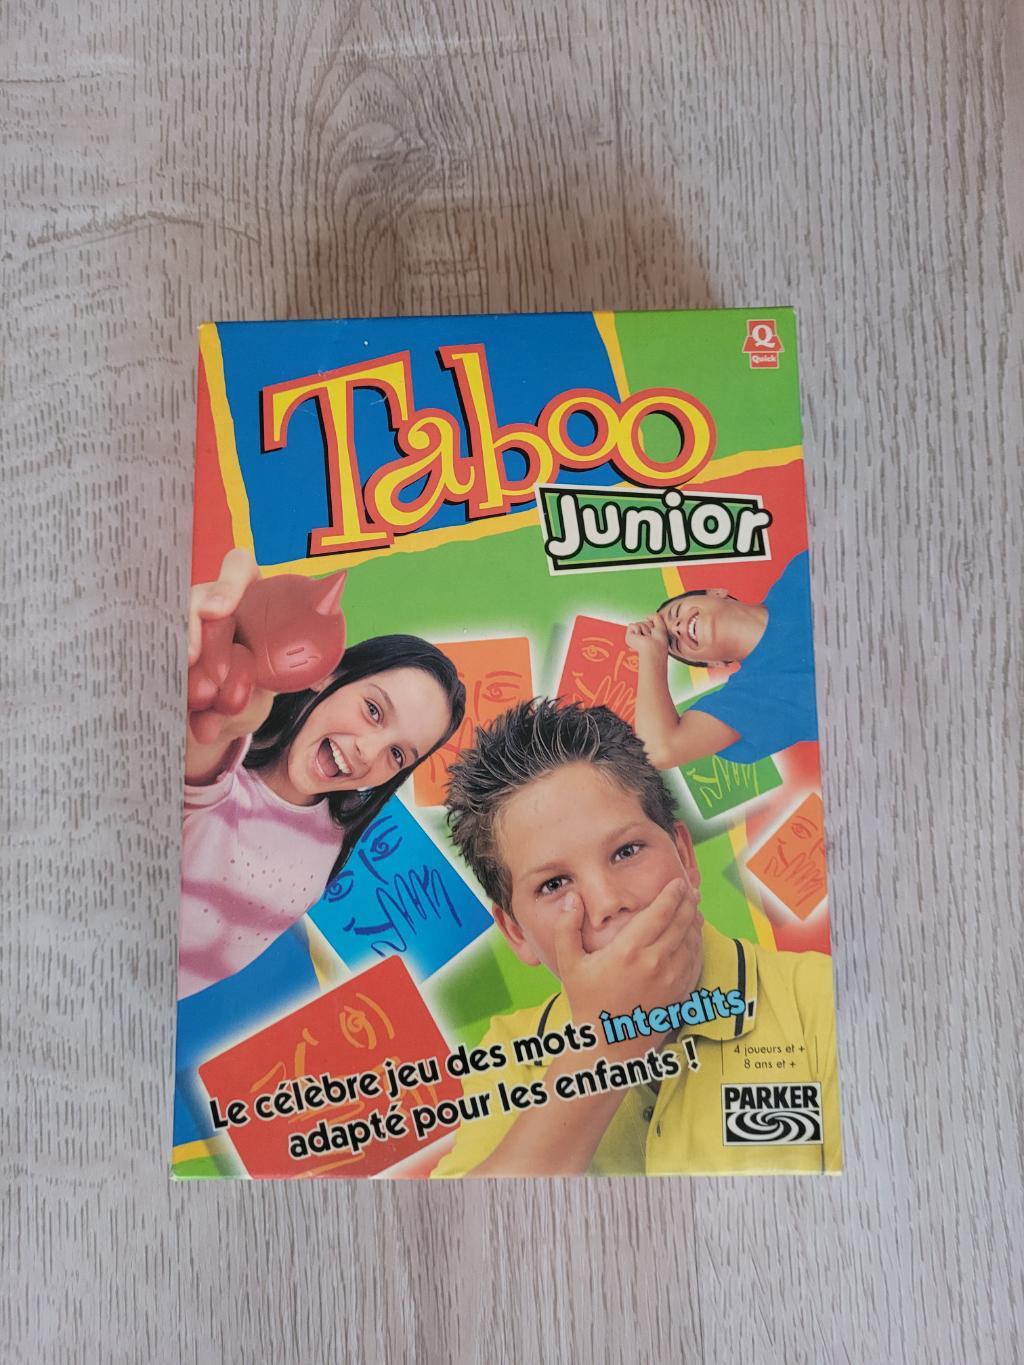 Q
Quick
Taboo
Junior
Le célèbre jeu des mots interdits,
adapté pour les enfants !
4 joueurs et +
8 ans et +
PARKER